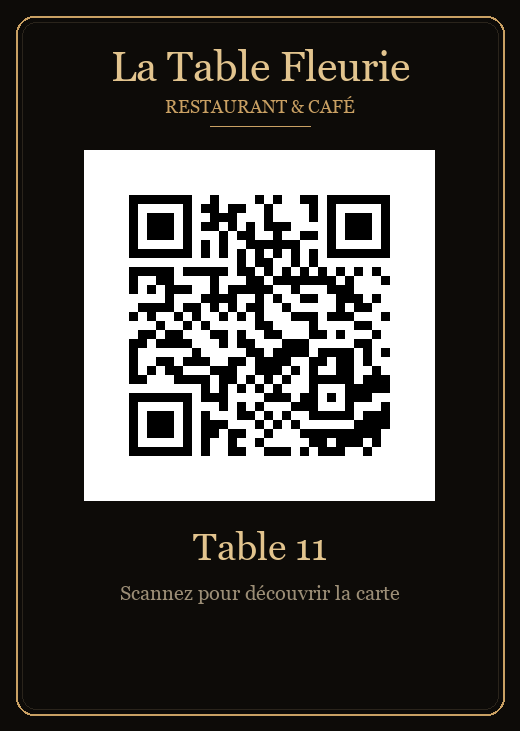 La Table Fleurie
RESTAURANT & CAFÉ
Table 11
Scannez pour découvrir la carte